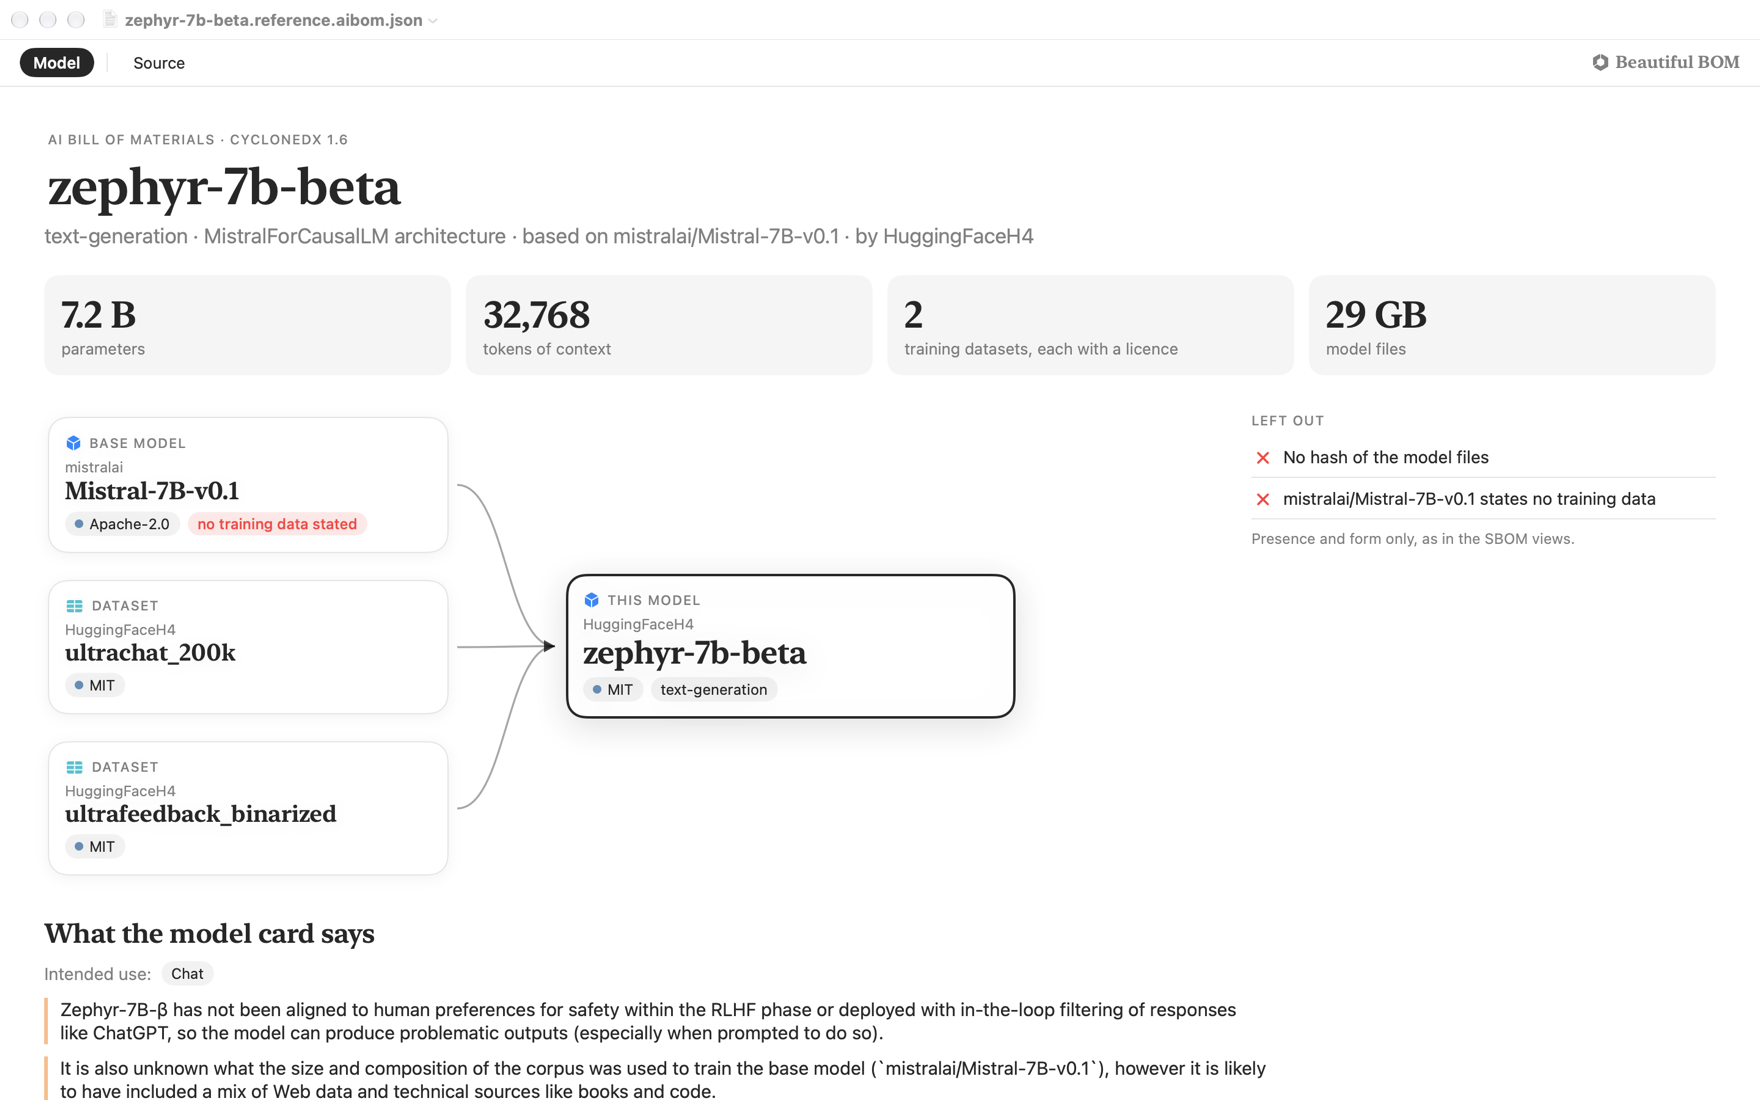 zephyr-7b-beta.reference.aibom.json
Model
Source
Beautiful BOM
AI BILL OF MATERIALS · CYCLONEDX 1.6
zephyr-7b-beta
text-generation · MistralForCausalLM architecture · based on mistralai/Mistral-7B-v0.1 · by HuggingFaceH4
7.2 B
parameters
32,768
tokens of context
2
training datasets, each with a licence
29 GB
model files
BASE MODEL
mistralai
Mistral-7B-v0.1
Apache-2.0
no training data stated
DATASET
HuggingFaceH4
ultrachat_200k
MIT
DATASET
HuggingFaceH4
ultrafeedback_binarized
MIT
THIS MODEL
HuggingFaceH4
zephyr-7b-beta
MIT
text-generation
LEFT OUT
No hash of the model files
mistralai/Mistral-7B-v0.1 states no training data
Presence and form only, as in the SBOM views.
What the model card says
Intended use:
Chat
Zephyr-7B-β has not been aligned to human preferences for safety within the RLHF phase or deployed with in-the-loop filtering of responses
like ChatGPT, so the model can produce problematic outputs (especially when prompted to do so).
It is also unknown what the size and composition of the corpus was used to train the base model (`mistralai/Mistral-7B-v0.1`), however it is likely
to have included a mix of Web data and technical sources like books and code.